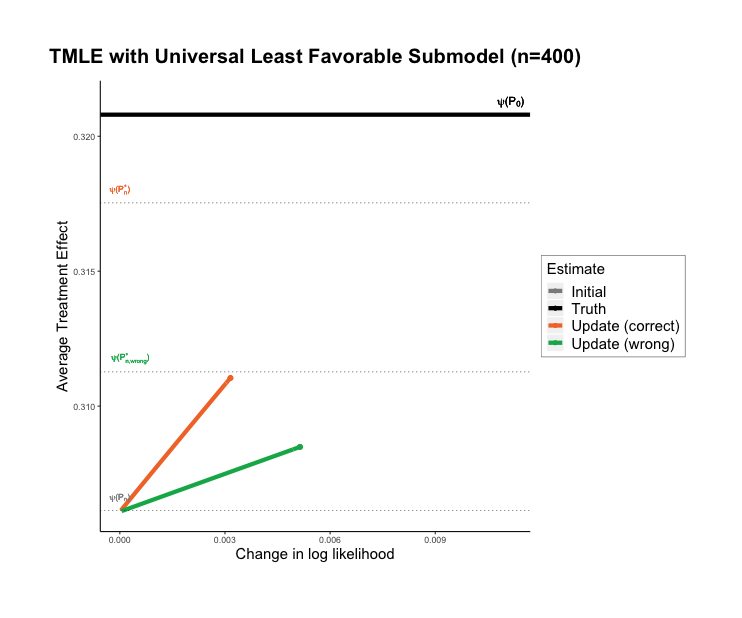 TMLE with Universal Least Favorable Submodel (n=400)
ψ(P₀)
0.320
ψ(Pₙ*)
0.315
Average Treatment Effect
ψ(P*ₙ,wrong)
0.310
ψ(Pₙ)
0.000 0.003 0.006 0.009
Change in log likelihood
Estimate
Initial
Truth
Update (correct)
Update (wrong)